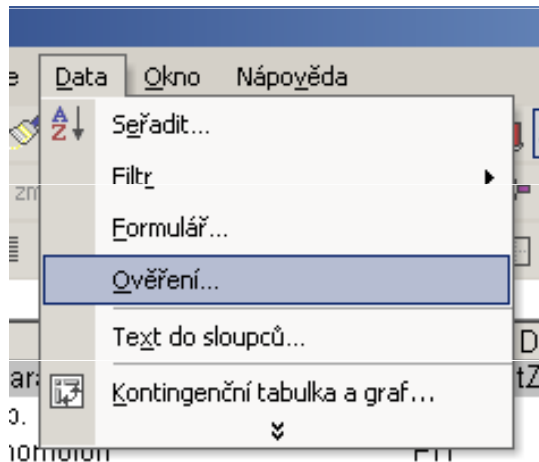 Data Okno Nápověda
Seřadit...
Filtr
Formulář...
Ověření...
Text do sloupců...
Kontingenční tabulka a graf...